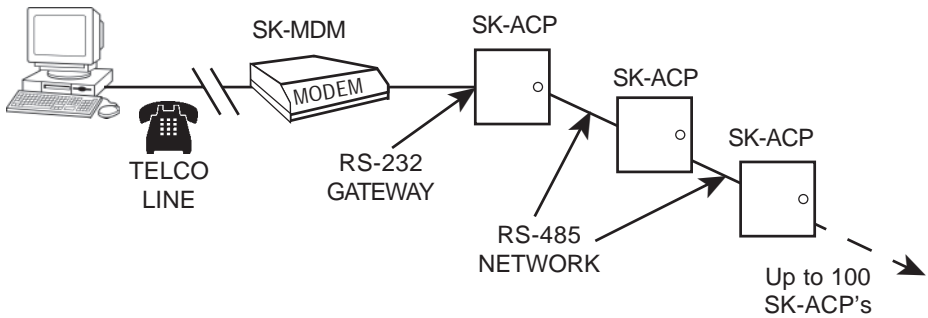 SK-MDM
SK-ACP
SK-ACP
SK-ACP
MODEM
TELCO
LINE
RS-232
GATEWAY
RS-485
NETWORK
Up to 100
SK-ACP's